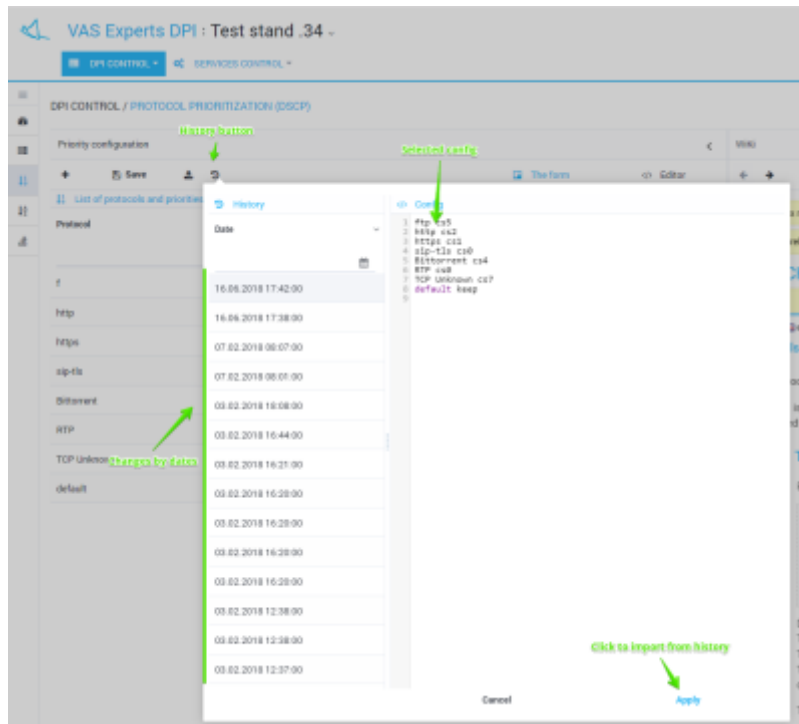 VAS Experts DPI : Test stand .34
DPI CONTROL
SERVICES CONTROL
DPI CONTROL / PROTOCOL PRIORITIZATION (DSCP)
History button
Priority configuration
Selected config
Save
The form
Editor
List of protocols and priorities
History
Config
Protocol
Date
1 ftp cs5
2 http cs2
3 https cs1
4 sip-tls cs0
5 Bittorrent cs4
6 RTP cs0
7 TCP Unknown cs7
8 default keep
9
f
16.06.2018 17:42:00
http
16.06.2018 17:38:00
https
07.02.2018 08:07:00
sip-tls
07.02.2018 08:01:00
Bittorrent
03.02.2018 18:08:00
RTP
03.02.2018 16:44:00
TCP Unknow
Changes by dates
03.02.2018 16:21:00
default
03.02.2018 16:20:00
03.02.2018 16:20:00
03.02.2018 16:20:00
03.02.2018 16:20:00
03.02.2018 12:38:00
03.02.2018 12:38:00
Click to import from history
03.02.2018 12:37:00
Cancel
Apply